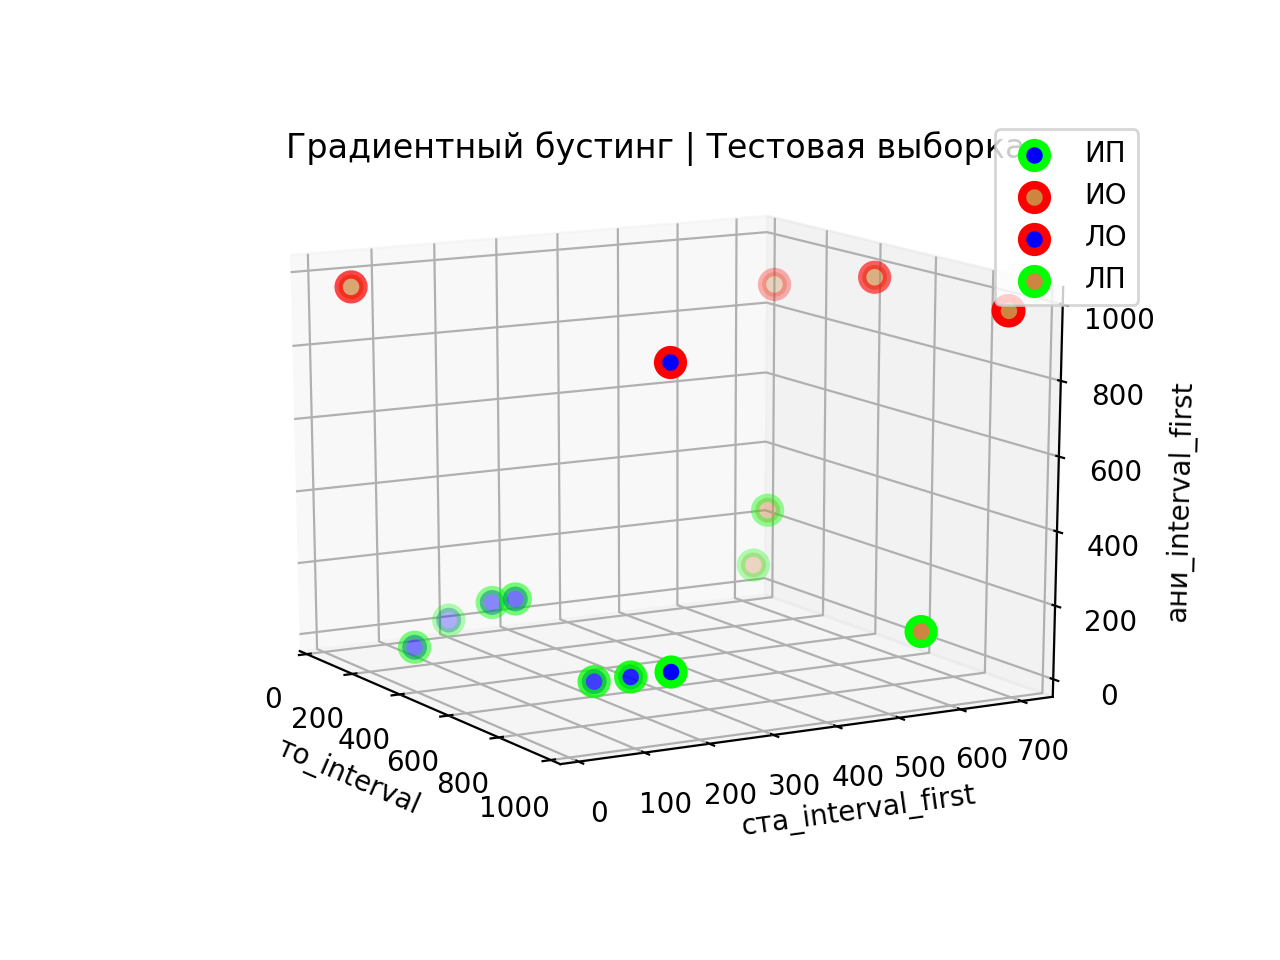 Градиентный бустинг | Тестовая выборка
ИП
ИО
ЛО
ЛП
1000
800
600
400
200
0
ани_interval_first
0
200
400
600
800
1000
то_interval
0
100
200
300
400
500
600
700
ста_interval_first